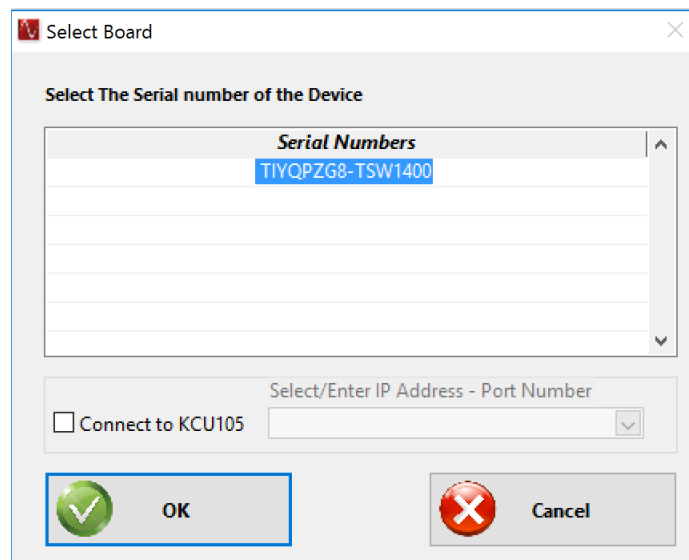 Select Board
Select The Serial number of the Device
Serial Numbers
TIYQPZG8-TSW1400
Select/Enter IP Address - Port Number
Connect to KCU105
OK
Cancel